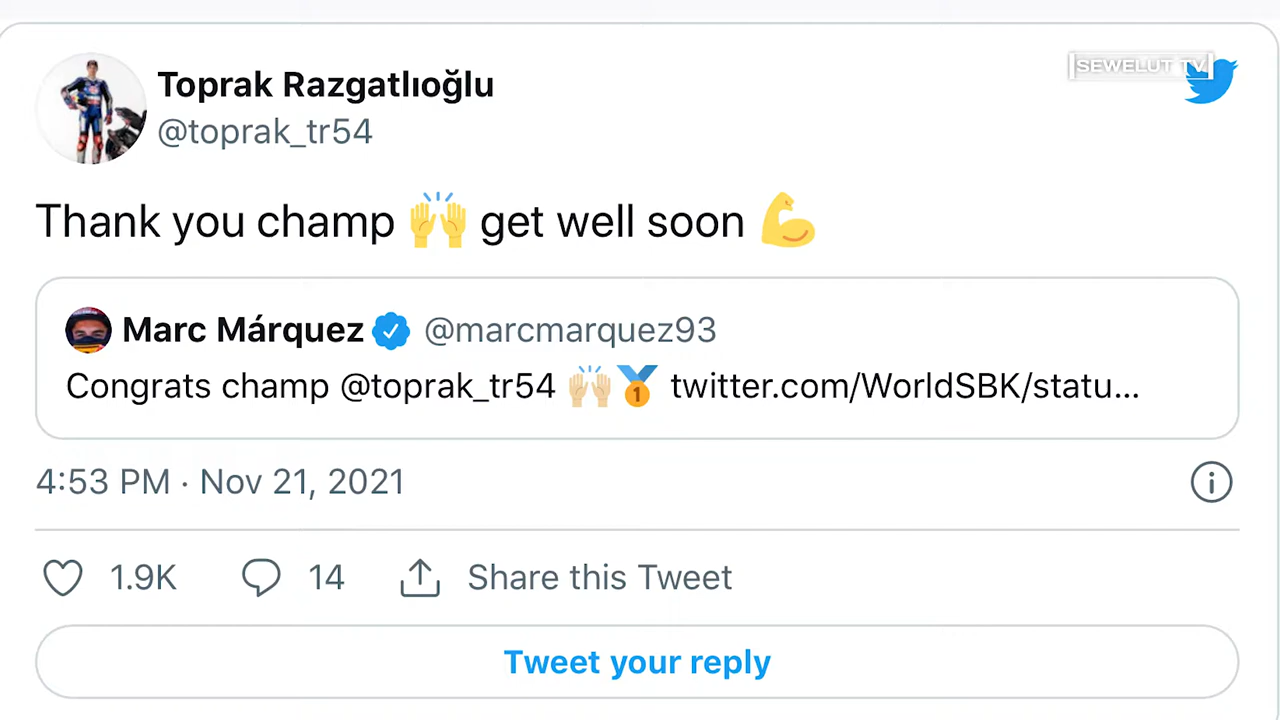 Toprak Razgatlıoğlu
SEWELUT TV
@toprak_tr54
Thank you champ 🙌 get well soon 💪
Marc Márquez @marcmarquez93
Congrats champ @toprak_tr54 🙌🏼🥇 twitter.com/WorldSBK/statu...
4:53 PM · Nov 21, 2021
1.9K 14 Share this Tweet
Tweet your reply